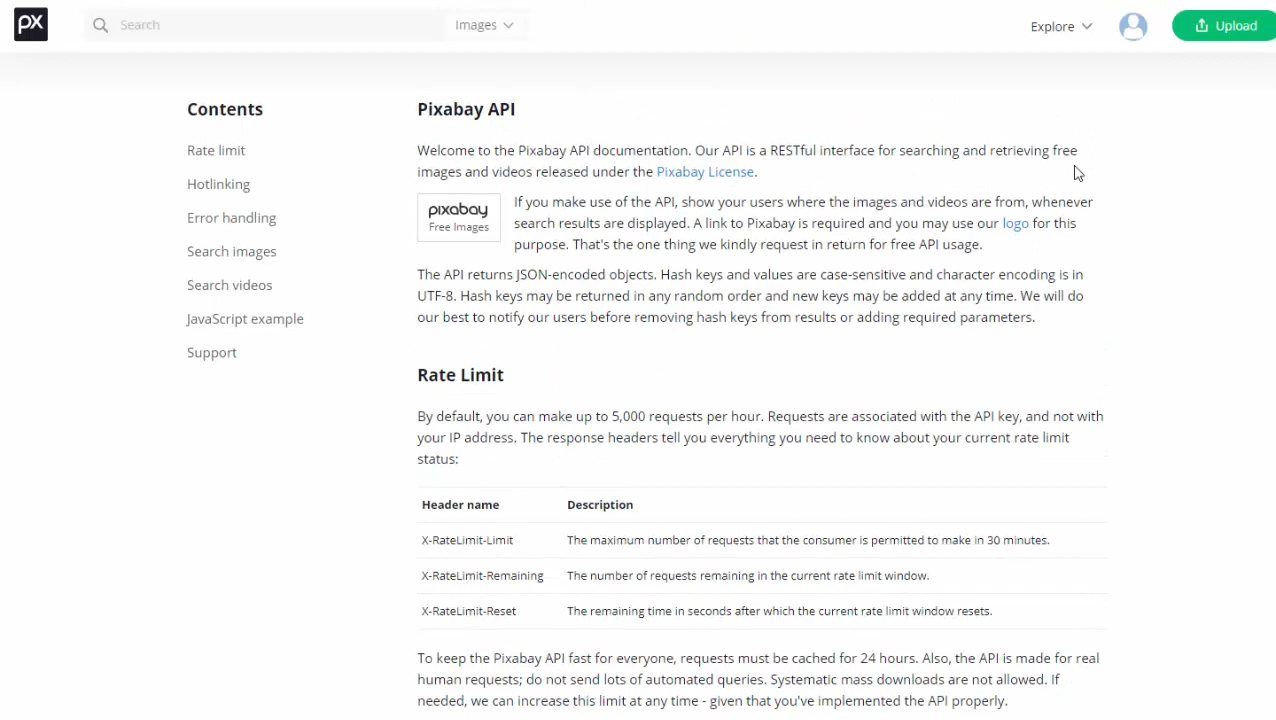 px
Search
Images
Explore
Upload
Contents
Rate limit
Hotlinking
Error handling
Search images
Search videos
JavaScript example
Support
Pixabay API
Welcome to the Pixabay API documentation. Our API is a RESTful interface for searching and retrieving free
images and videos released under the Pixabay License.
pixabay
Free Images
If you make use of the API, show your users where the images and videos are from, whenever
search results are displayed. A link to Pixabay is required and you may use our logo for this
purpose. That's the one thing we kindly request in return for free API usage.
The API returns JSON-encoded objects. Hash keys and values are case-sensitive and character encoding is in
UTF-8. Hash keys may be returned in any random order and new keys may be added at any time. We will do
our best to notify our users before removing hash keys from results or adding required parameters.
Rate Limit
By default, you can make up to 5,000 requests per hour. Requests are associated with the API key, and not with
your IP address. The response headers tell you everything you need to know about your current rate limit
status:
Header name Description
X-RateLimit-Limit The maximum number of requests that the consumer is permitted to make in 30 minutes.
X-RateLimit-Remaining The number of requests remaining in the current rate limit window.
X-RateLimit-Reset The remaining time in seconds after which the current rate limit window resets.
To keep the Pixabay API fast for everyone, requests must be cached for 24 hours. Also, the API is made for real
human requests; do not send lots of automated queries. Systematic mass downloads are not allowed. If
needed, we can increase this limit at any time - given that you've implemented the API properly.